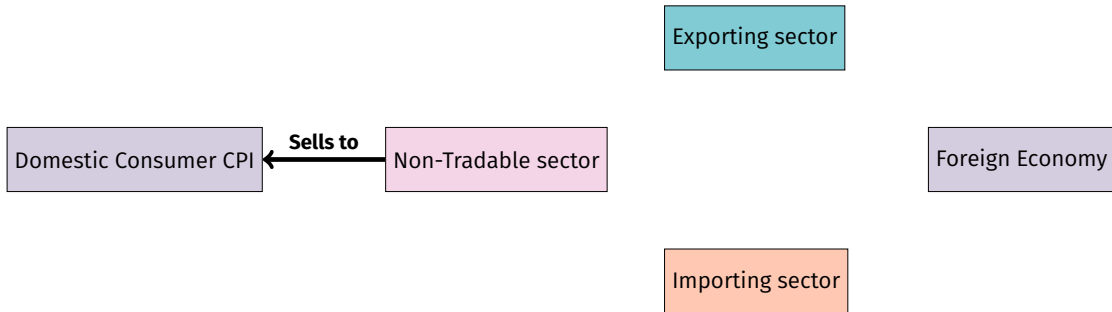 Exporting sector
Sells to
Domestic Consumer CPI
Non-Tradable sector
Foreign Economy
Importing sector